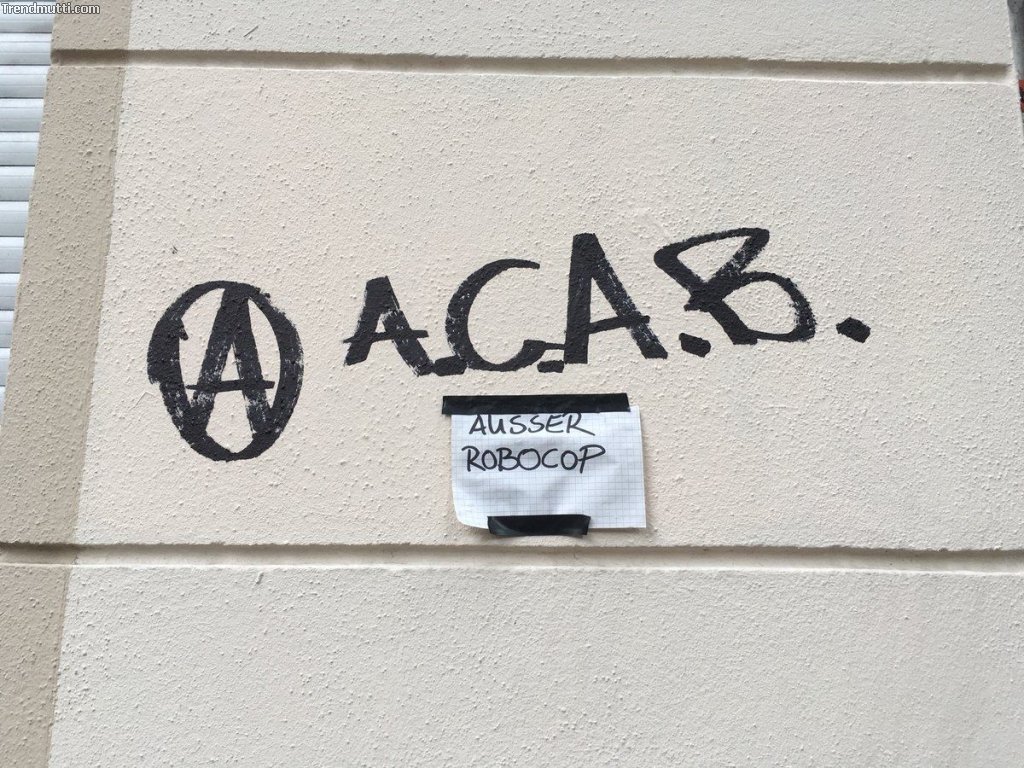 Trendmutti.com
A A.C.A.B.
AUSSER
ROBOCOP